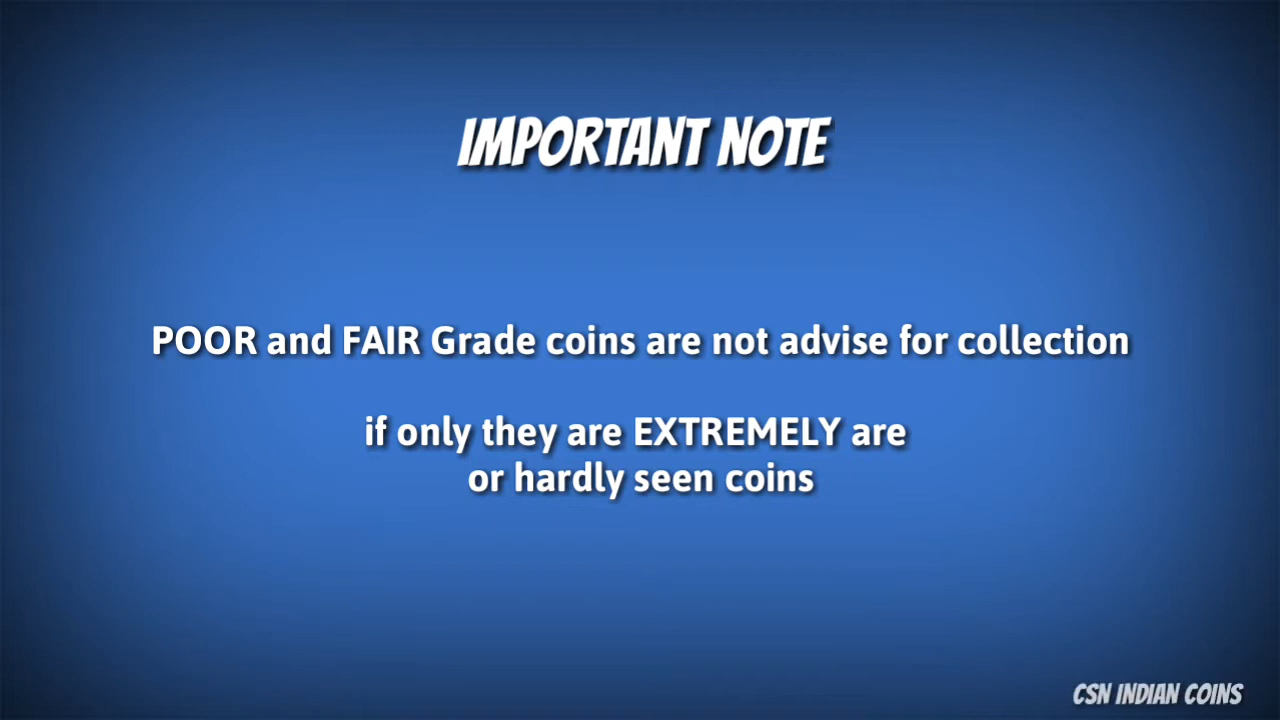 IMPORTANT NOTE
POOR and FAIR Grade coins are not advise for collection
if only they are EXTREMELY are
or hardly seen coins
CSN INDIAN COINS